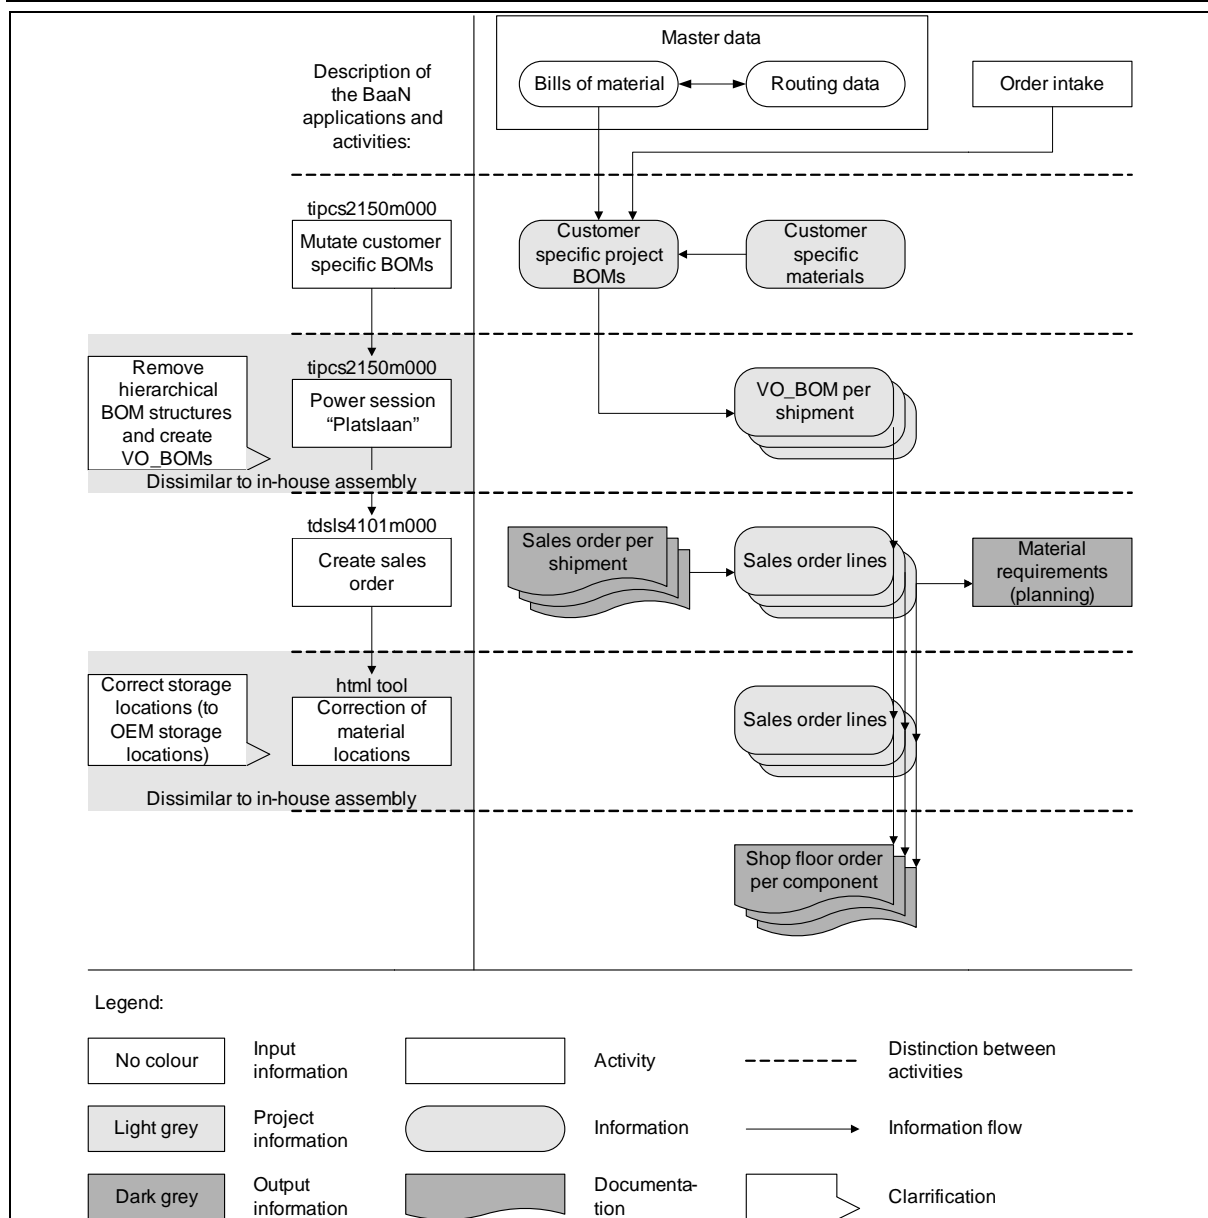 Master data
Description of
the BaaN
applications and
activities:
Bills of material
Routing data
Order intake
tipcs2150m000
Mutate customer
specific BOMs
Customer
specific project
BOMs
Customer
specific
materials
Remove
hierarchical
BOM structures
and create
VO_BOMs
tipcs2150m000
Power session
“Platslaan”
Dissimilar to in-house assembly
VO_BOM per
shipment
tdsls4101m000
Create sales
order
Sales order per
shipment
Sales order lines
Material
requirements
(planning)
Correct storage
locations (to
OEM storage
locations)
html tool
Correction of
material
locations
Dissimilar to in-house assembly
Sales order lines
Shop floor order
per component
Legend:
No colour
Input
information
Activity
Distinction between
activities
Light grey
Project
information
Information
Information flow
Dark grey
Output
information
Documenta-
tion
Clarrification